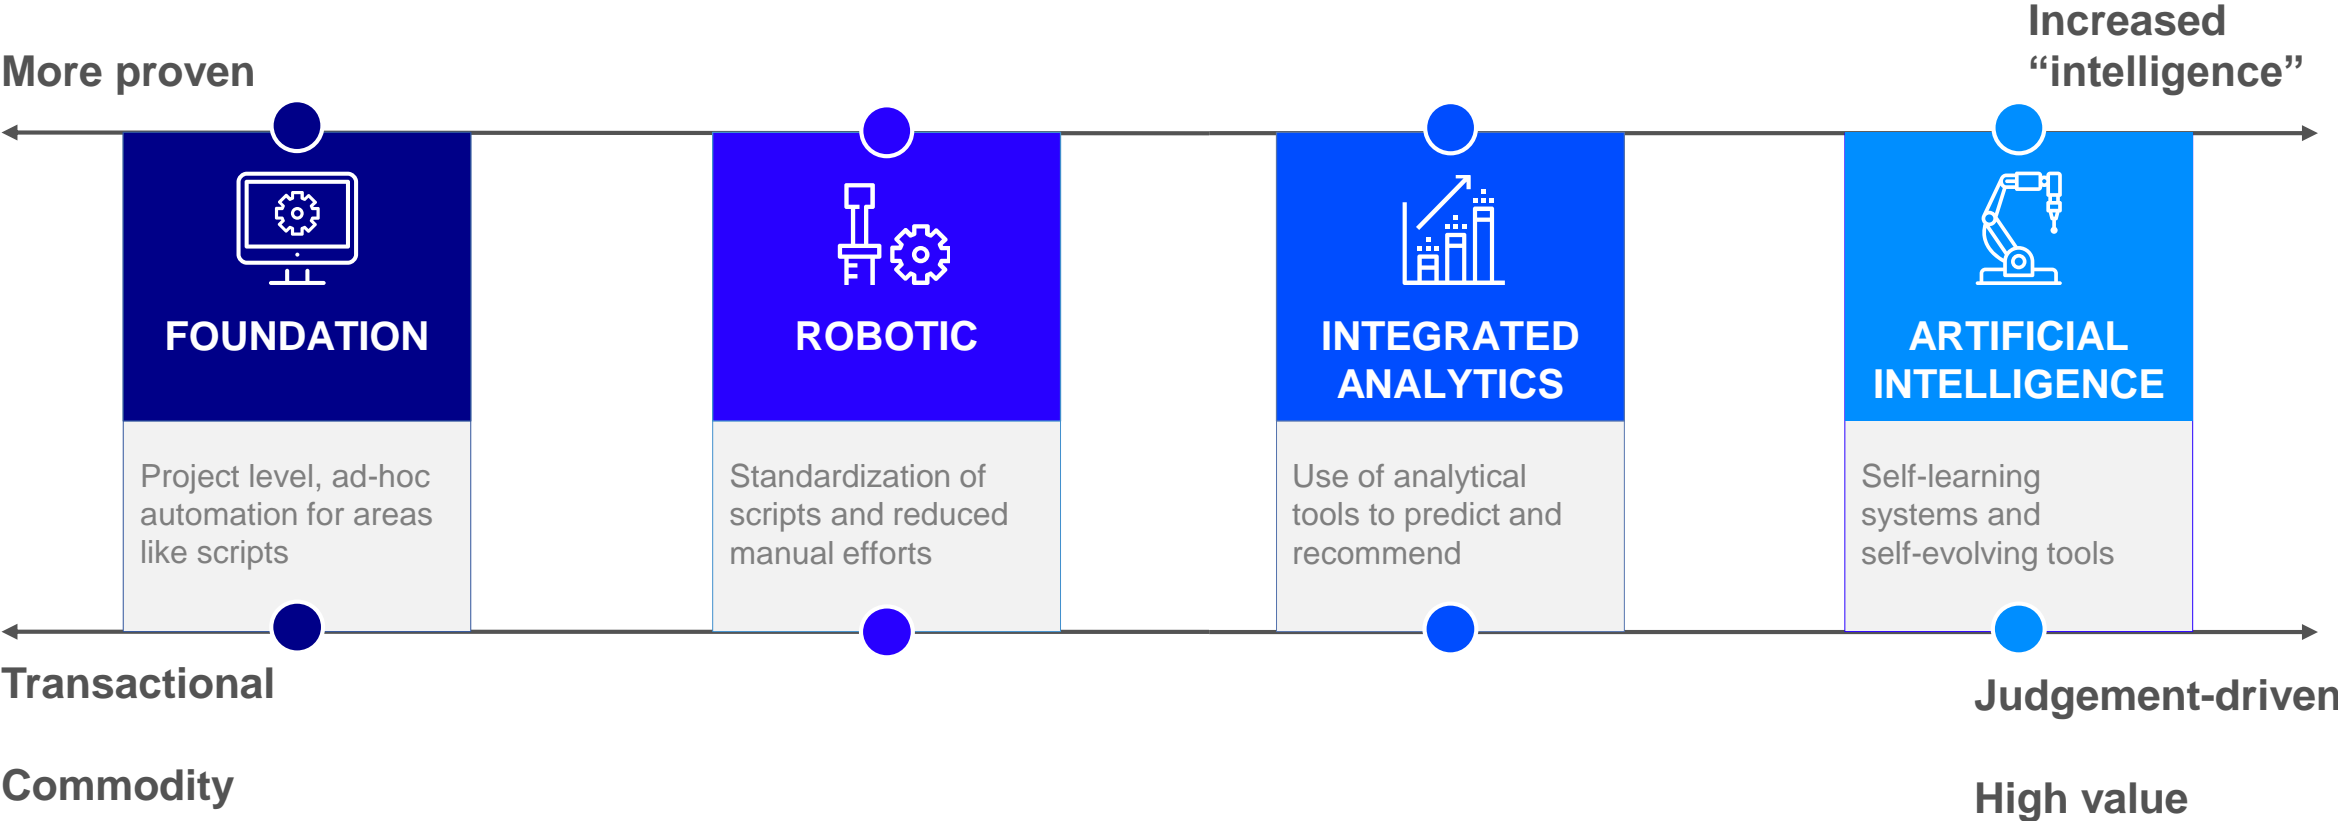 Increased
“intelligence”
More proven
FOUNDATION
Project level, ad-hoc
automation for areas
like scripts
ROBOTIC
Standardization of
scripts and reduced
manual efforts
INTEGRATED
ANALYTICS
Use of analytical
tools to predict and
recommend
ARTIFICIAL
INTELLIGENCE
Self-learning
systems and
self-evolving tools
Transactional
Judgement-driven
Commodity
High value